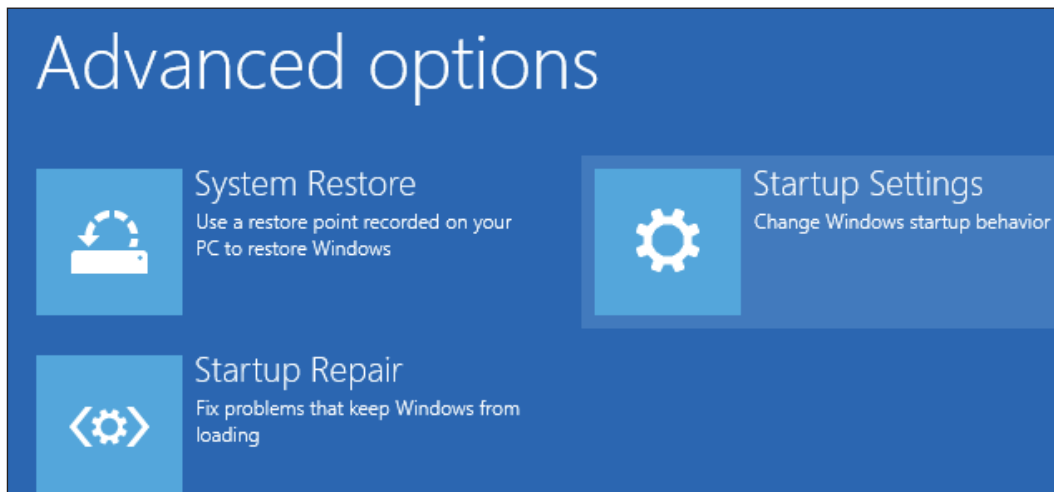 Advanced options
System Restore
Use a restore point recorded on your
PC to restore Windows
Startup Settings
Change Windows startup behavior
Startup Repair
Fix problems that keep Windows from
loading